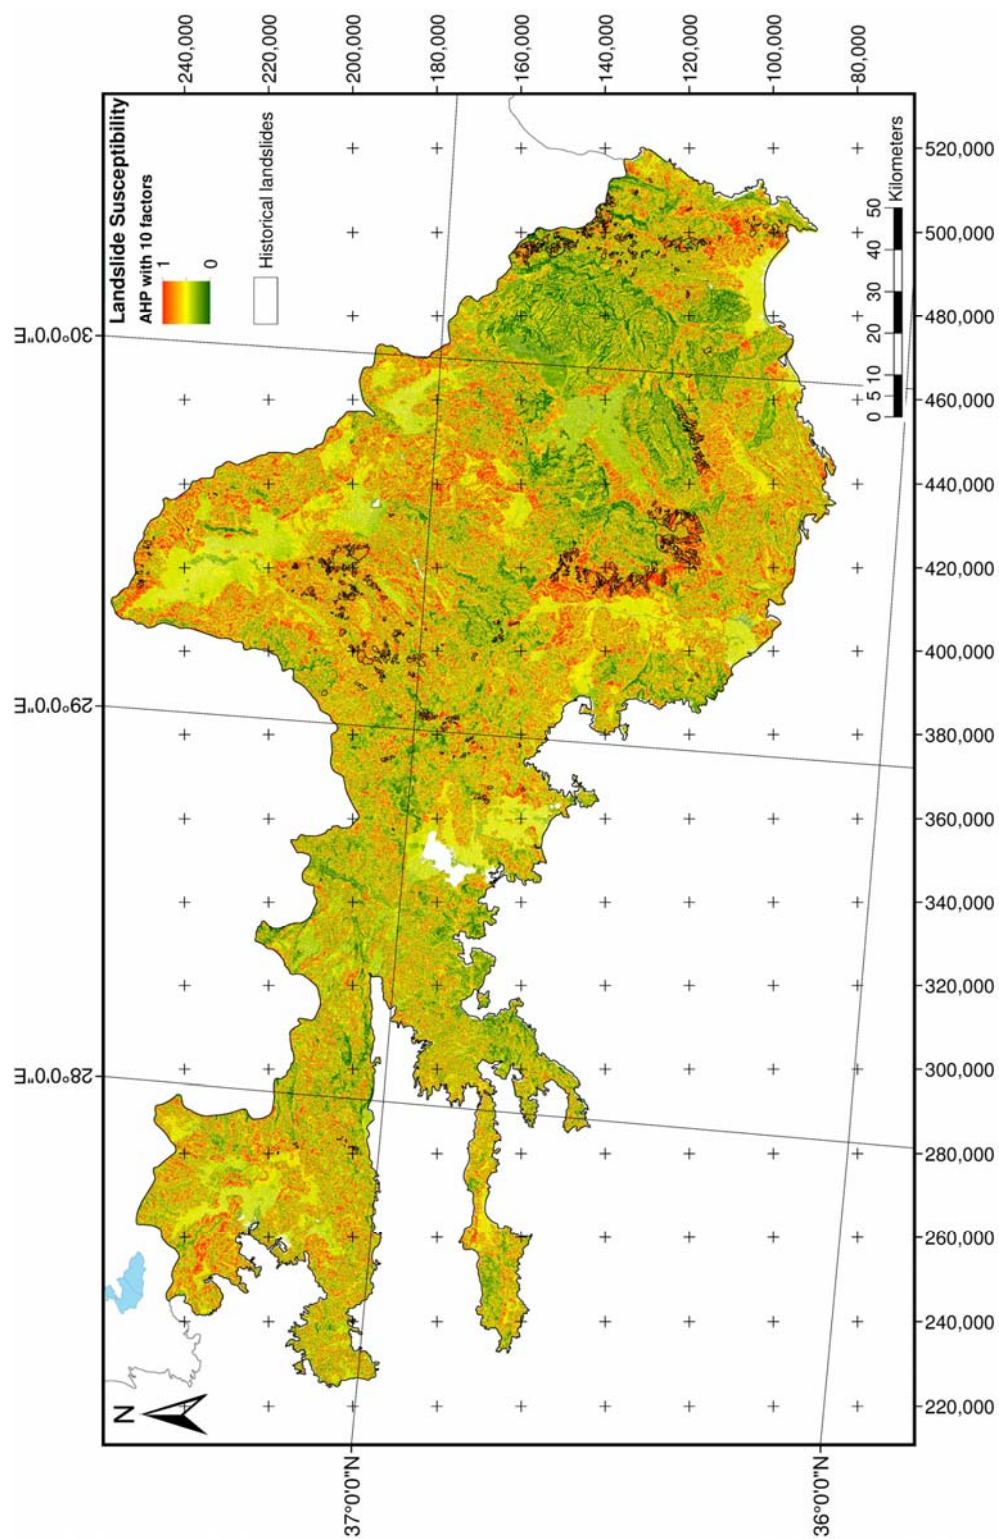 Landslide Susceptibility
AHP with 10 factors
1
0
Historical landslides
N
240,000
220,000
200,000
180,000
160,000
140,000
120,000
100,000
80,000
28°0'0"E
29°0'0"E
30°0'0"E
37°0'0"N
36°0'0"N
220,000
240,000
260,000
280,000
300,000
320,000
340,000
360,000
380,000
400,000
420,000
440,000
460,000
480,000
500,000
520,000
0 5 10 20 30 40 50
Kilometers